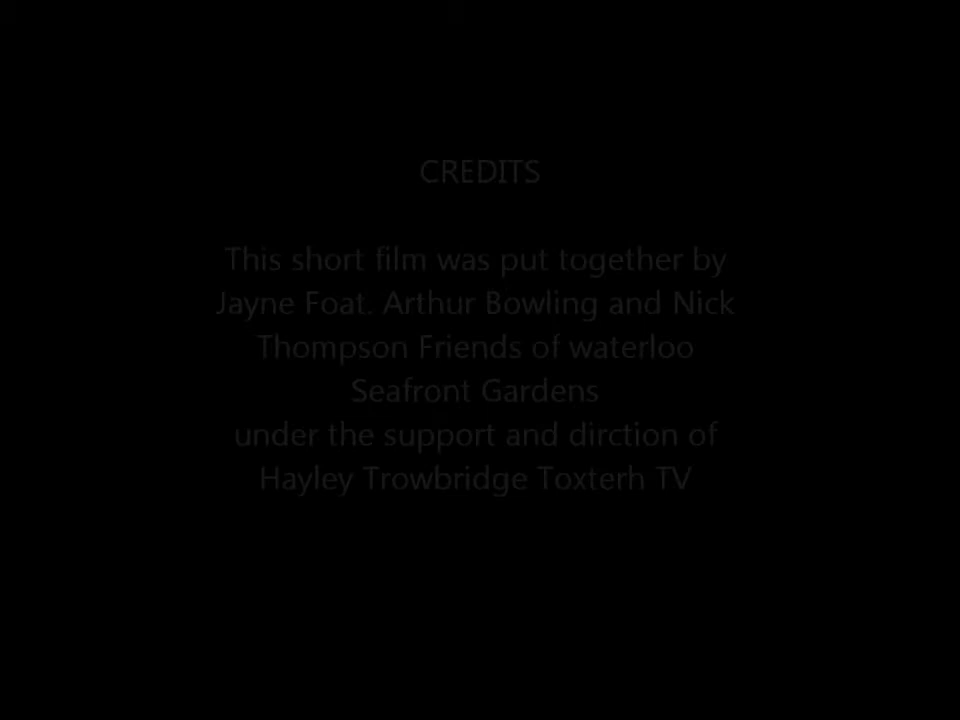 CREDITS
This short film was put together by
Jayne Foat. Arthur Bowling and Nick
Thompson Friends of waterloo
Seafront Gardens
under the support and dirction of
Hayley Trowbridge Toxterh TV